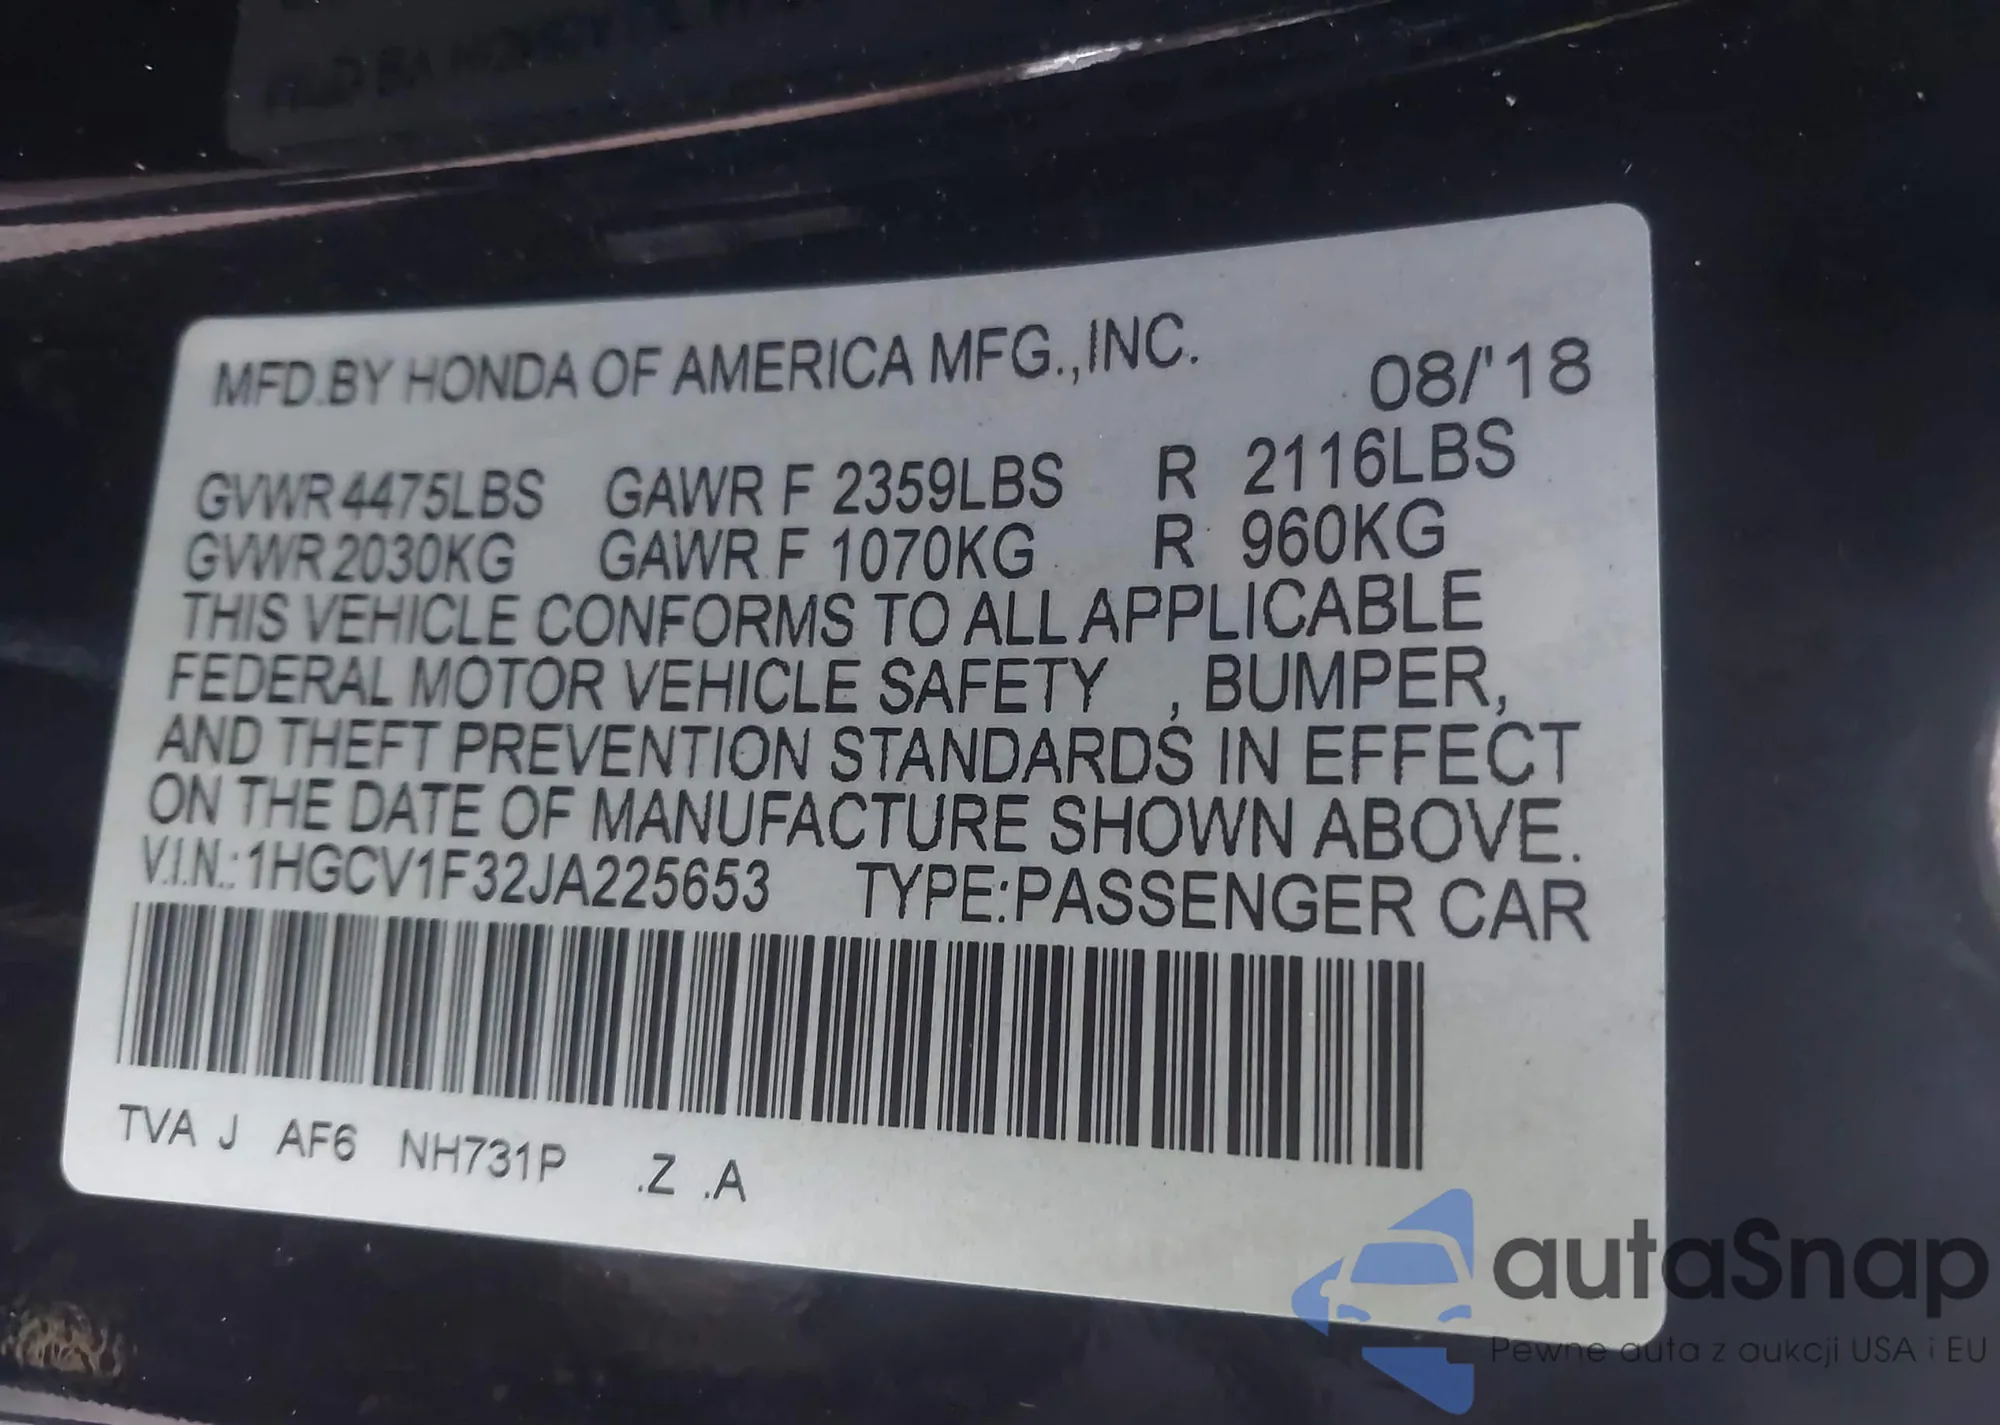 MFD.BY HONDA OF AMERICA MFG.,INC. 08/'18
GVWR 4475LBS GAWR F 2359LBS R 2116LBS
GVWR 2030KG GAWR F 1070KG R 960KG
THIS VEHICLE CONFORMS TO ALL APPLICABLE
FEDERAL MOTOR VEHICLE SAFETY , BUMPER,
AND THEFT PREVENTION STANDARDS IN EFFECT
ON THE DATE OF MANUFACTURE SHOWN ABOVE.
V.I.N.:1HGCV1F32JA225653 TYPE:PASSENGER CAR
TVA J AF6 NH731P .Z .A
autaSnap
Pewne auta z aukcji USA i EU